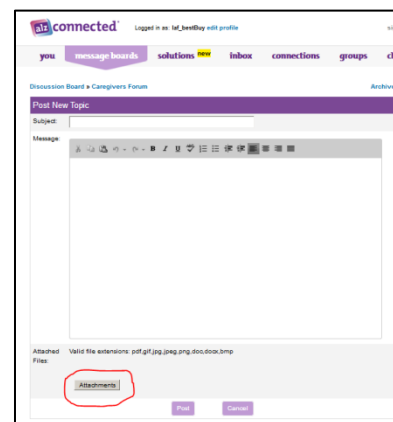 alz connected Logged in as: laf_bestBuy edit profile
you message boards solutions new inbox connections groups
Discussion Board » Caregivers Forum Archive
Post New Topic
Subject:
Message:
Attached Files: Valid file extensions: pdf,gif,jpg,jpeg,png,doc,docx,bmp
Attachments
Post Cancel